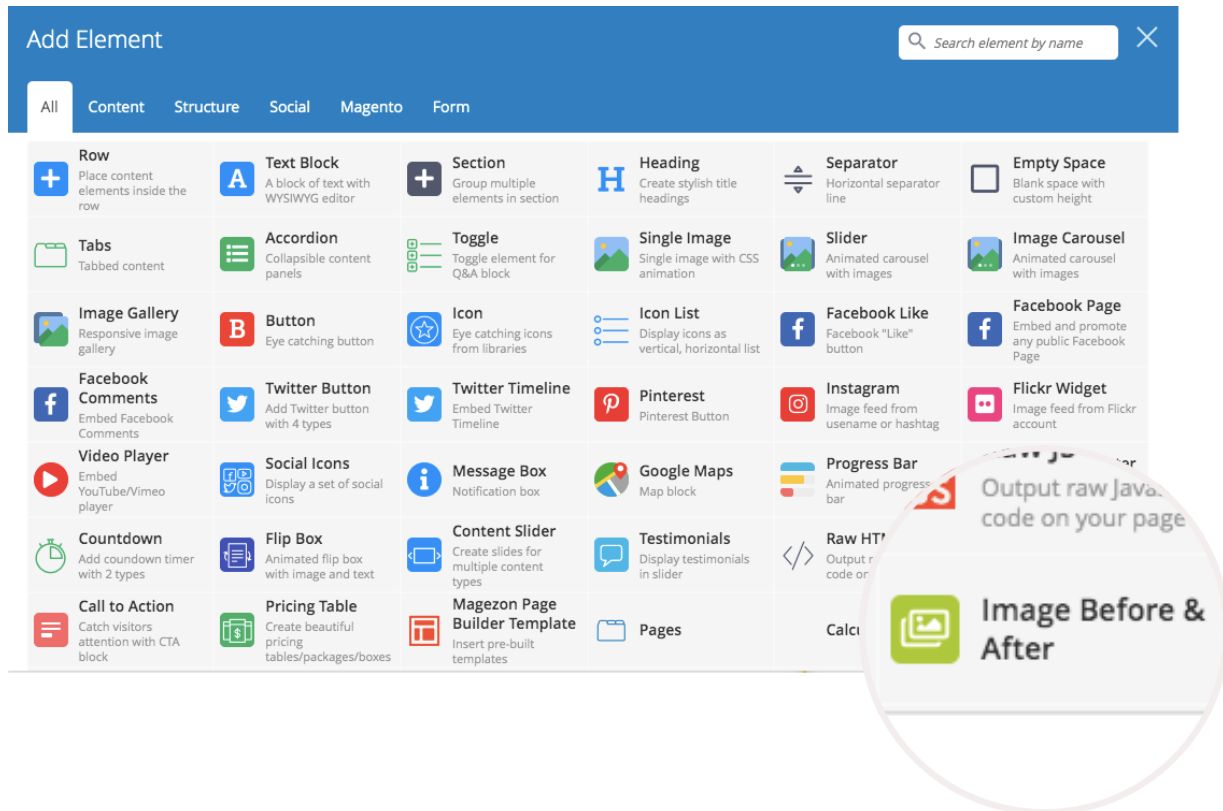 Add Element
Search element by name
All
Content
Structure
Social
Magento
Form
Row
Place content
elements inside the
row
Text Block
A block of text with
WYSIWYG editor
Section
Group multiple
elements in section
Heading
Create stylish title
headings
Separator
Horizontal separator
line
Empty Space
Blank space with
custom height
Tabs
Tabbed content
Accordion
Collapsible content
panels
Toggle
Toggle element for
Q&A block
Single Image
Single image with CSS
animation
Slider
Animated carousel
with images
Image Carousel
Animated carousel
with images
Image Gallery
Responsive image
gallery
Button
Eye catching button
Icon
Eye catching icons
from libraries
Icon List
Display icons as
vertical, horizontal list
Facebook Like
Facebook "Like"
button
Facebook Page
Embed and promote
any public Facebook
Page
Facebook
Comments
Embed Facebook
Comments
Twitter Button
Add Twitter button
with 4 types
Twitter Timeline
Embed Twitter
Timeline
Pinterest
Pinterest Button
Instagram
Image feed from
usename or hashtag
Flickr Widget
Image feed from Flickr
account
Video Player
Embed
YouTube/Vimeo
player
Social Icons
Display a set of social
icons
Message Box
Notification box
Google Maps
Map block
Progress Bar
Animated progress
bar
Output raw
code on your page
Countdown
Add coundown timer
with 2 types
Flip Box
Animated flip box
with image and text
Content Slider
Create slides for
multiple content
types
Testimonials
Display testimonials
in slider
Raw
code
Call to Action
Catch visitors
attention with CTA
block
Pricing Table
Create beautiful
pricing
tables/packages/boxes
Magezon Page
Builder Template
Insert pre-built
templates
Pages
Image Before &
After